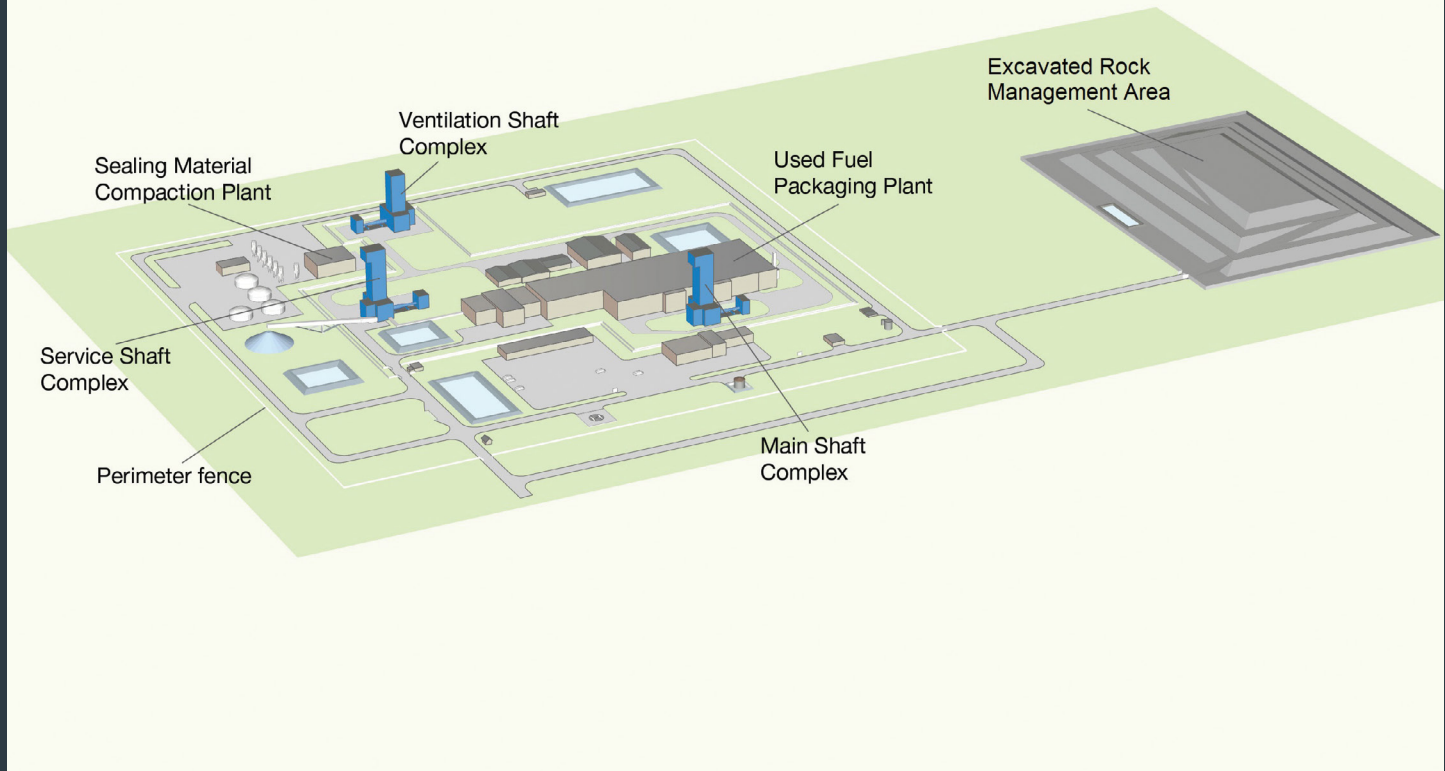 Excavated Rock
Management Area
Ventilation Shaft
Complex
Sealing Material
Compaction Plant
Used Fuel
Packaging Plant
Service Shaft
Complex
Main Shaft
Complex
Perimeter fence